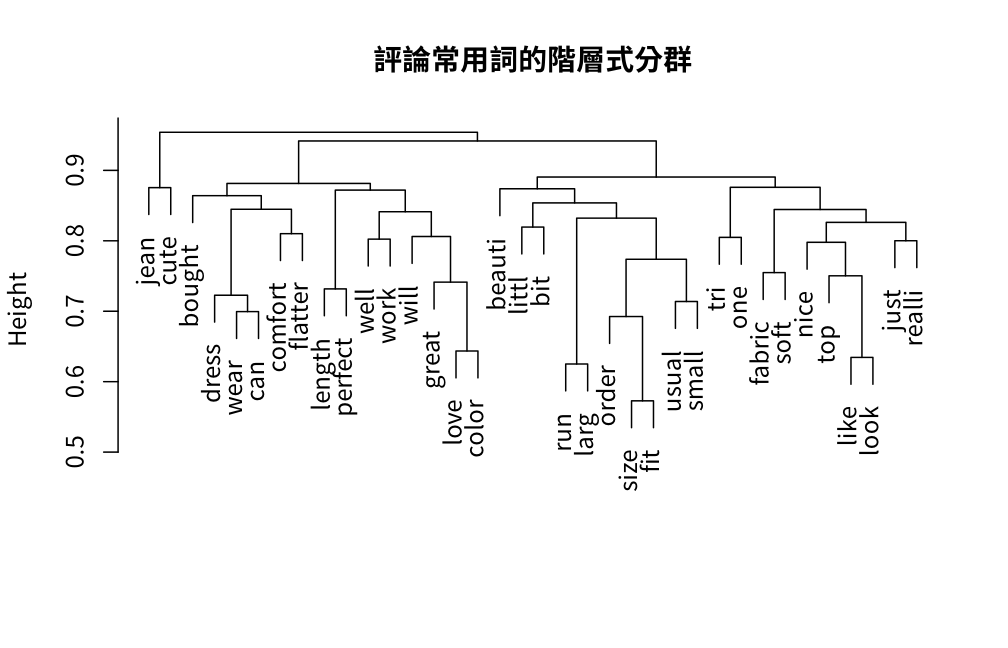 評論常用詞的階層式分群
Height
0.9
0.8
0.7
0.6
0.5
jean
cute
bought
dress
wear
can
comfort
flatter
length
perfect
well
work
will
great
love
color
beauti
littl
bit
run
larg
order
size
fit
usual
small
tri
one
fabric
soft
nice
top
like
look
just
realli